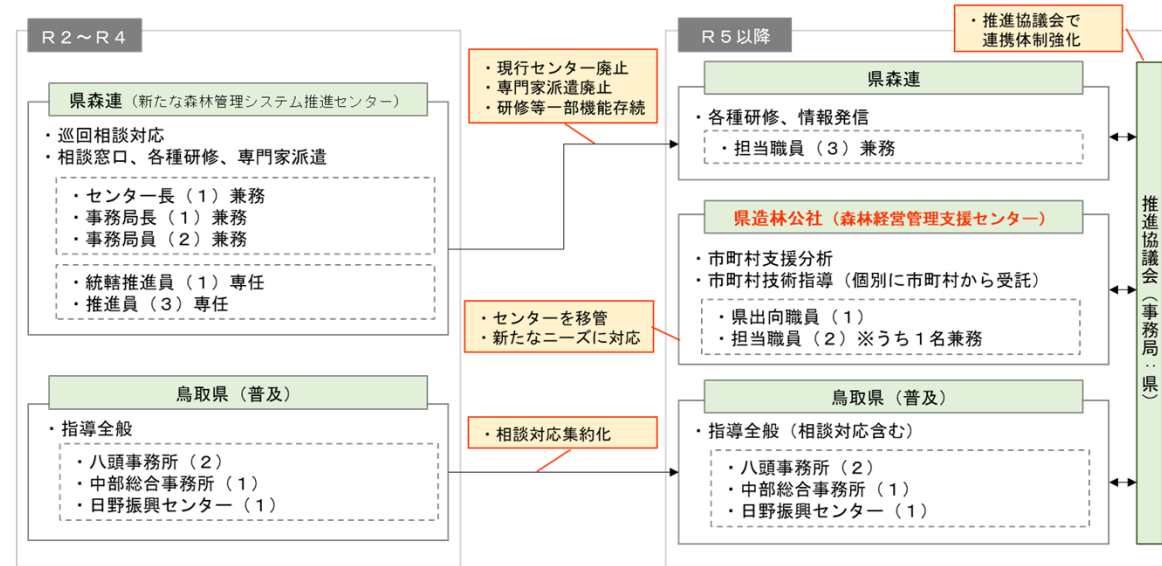 R2～R4
県森連（新たな森林管理システム推進センター）
・巡回相談対応
・相談窓口、各種研修、専門家派遣
・センター長（１）兼務
・事務局長（１）兼務
・事務局員（２）兼務
・統轄推進員（１）専任
・推進員（３）専任
鳥取県（普及）
・指導全般
・八頭事務所（２）
・中部総合事務所（１）
・日野振興センター（１）
・現行センター廃止
・専門家派遣廃止
・研修等一部機能存続
・センターを移管
・新たなニーズに対応
・相談対応集約化
R5以降
県森連
・各種研修、情報発信
・担当職員（３）兼務
県造林公社（森林経営管理支援センター）
・市町村支援分析
・市町村技術指導（個別に市町村から受託）
・県出向職員（１）
・担当職員（２）※うち１名兼務
鳥取県（普及）
・指導全般（相談対応含む）
・八頭事務所（２）
・中部総合事務所（１）
・日野振興センター（１）
・推進協議会で
連携体制強化
推進協議会（事務局：県）